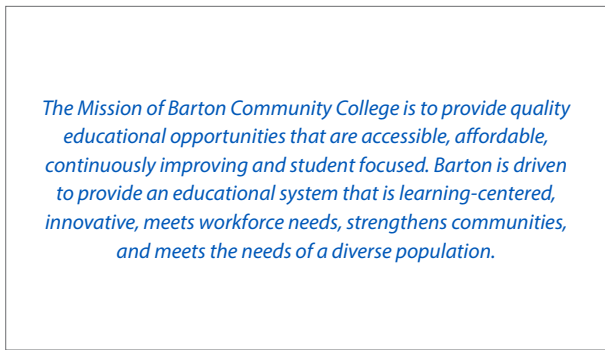 The Mission of Barton Community College is to provide quality
educational opportunities that are accessible, affordable,
continuously improving and student focused. Barton is driven
to provide an educational system that is learning-centered,
innovative, meets workforce needs, strengthens communities,
and meets the needs of a diverse population.